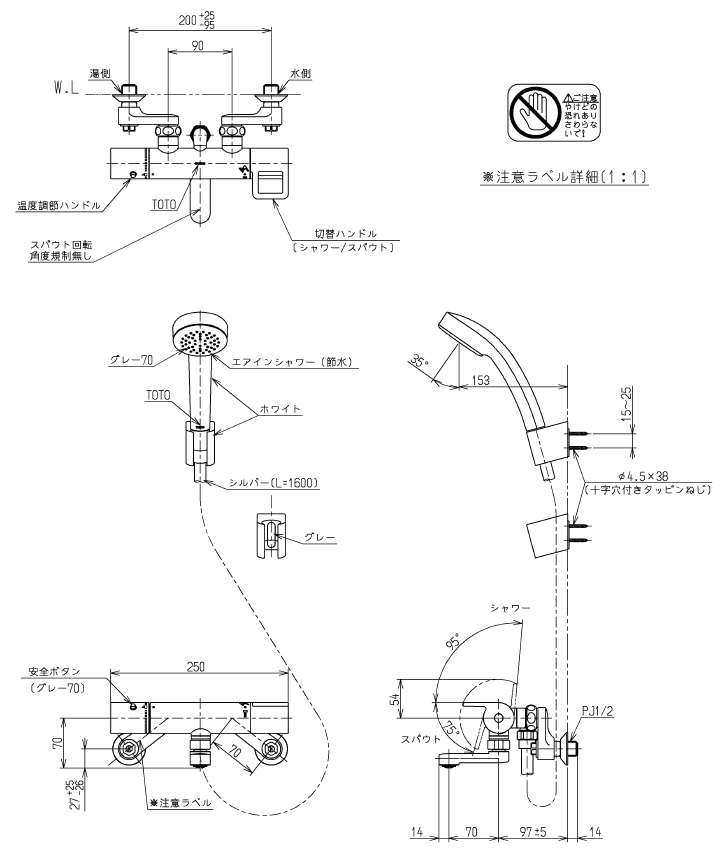 200 +25 -95
90
湯側
水側
W.L
温度調節ハンドル
TOTO
切替ハンドル
(シャワー/スパウト)
スパウト回転
角度規制無し
⚠ご注意
やけどの
恐れあり
さわらな
いで!
※注意ラベル詳細(1:1)
グレー70
エアインシャワー(節水)
TOTO
ホワイト
シルバー(L=1600)
グレー
35°
153
15~25
φ4.5×38
(十字穴付きタッピンねじ)
シャワー
95°
安全ボタン
(グレー70)
250
54
PJ1/2
75°
スパウト
70
70
27 +25 -26
※注意ラベル
14
70
97±5
14